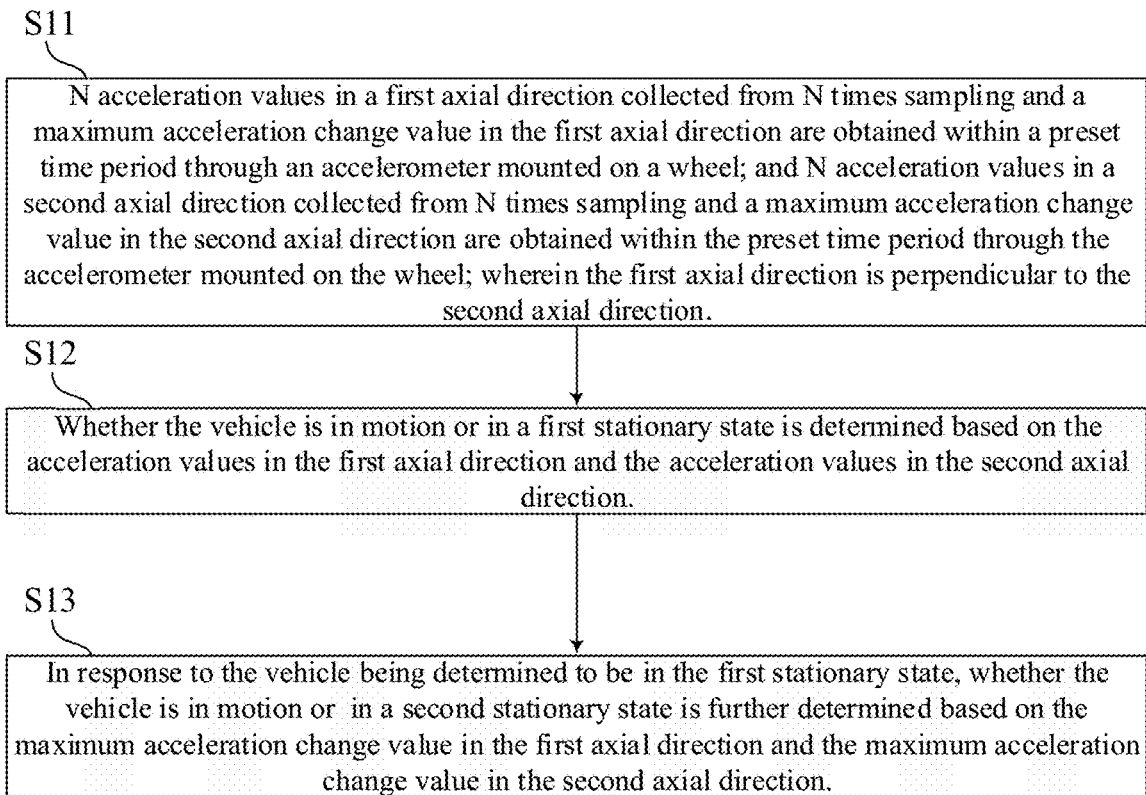 S11
N acceleration values in a first axial direction collected from N times sampling and a
maximum acceleration change value in the first axial direction are obtained within a preset
time period through an accelerometer mounted on a wheel; and N acceleration values in a
second axial direction collected from N times sampling and a maximum acceleration change
value in the second axial direction are obtained within the preset time period through the
accelerometer mounted on the wheel; wherein the first axial direction is perpendicular to the
second axial direction.
S12
Whether the vehicle is in motion or in a first stationary state is determined based on the
acceleration values in the first axial direction and the acceleration values in the second axial
direction.
S13
In response to the vehicle being determined to be in the first stationary state, whether the
vehicle is in motion or in a second stationary state is further determined based on the
maximum acceleration change value in the first axial direction and the maximum acceleration
change value in the second axial direction.